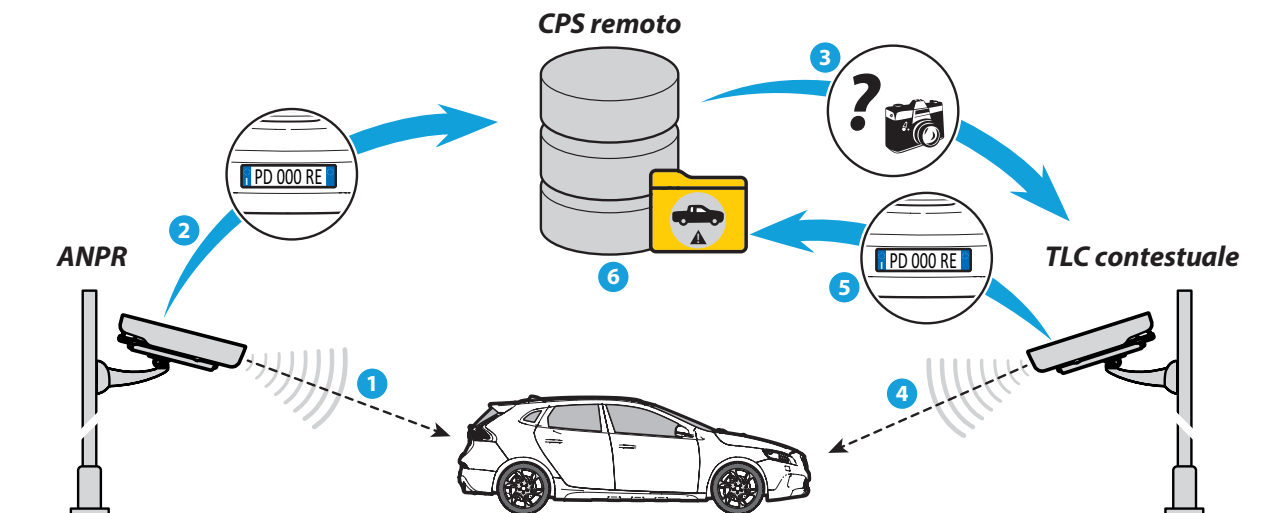 CPS remoto
3
I PD 000 RE
2
ANPR
I PD 000 RE
TLC contestuale
6
5
1
4